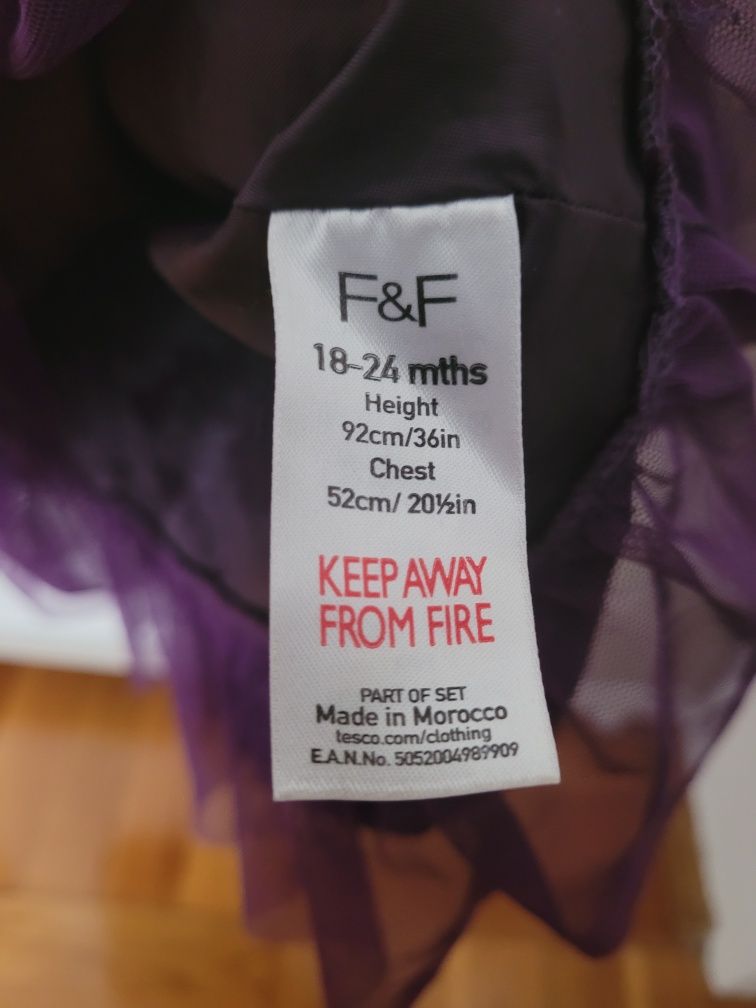 F&F
18-24 mths
Height
92cm/36in
Chest
52cm/ 20½in
KEEP AWAY
FROM FIRE
PART OF SET
Made in Morocco
tesco.com/clothing
E.A.N.No. 5052004989909